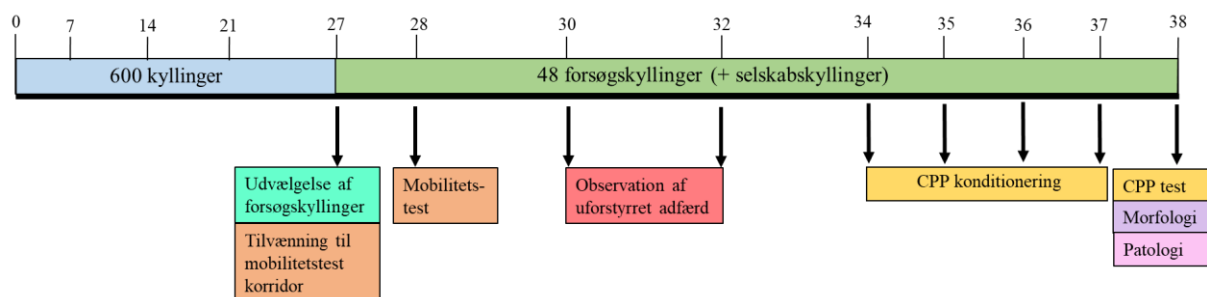 0 7 14 21 27 28 30 32 34 35 36 37 38
600 kyllinger
48 forsøgskyllinger (+ selskabskyllinger)
Udvælgelse af
forsøgskyllinger
Tilvænning til
mobilitetstest
korridor
Mobilitets-
test
Observation af
uforstyrret adfærd
CPP konditionering
CPP test
Morfologi
Patologi